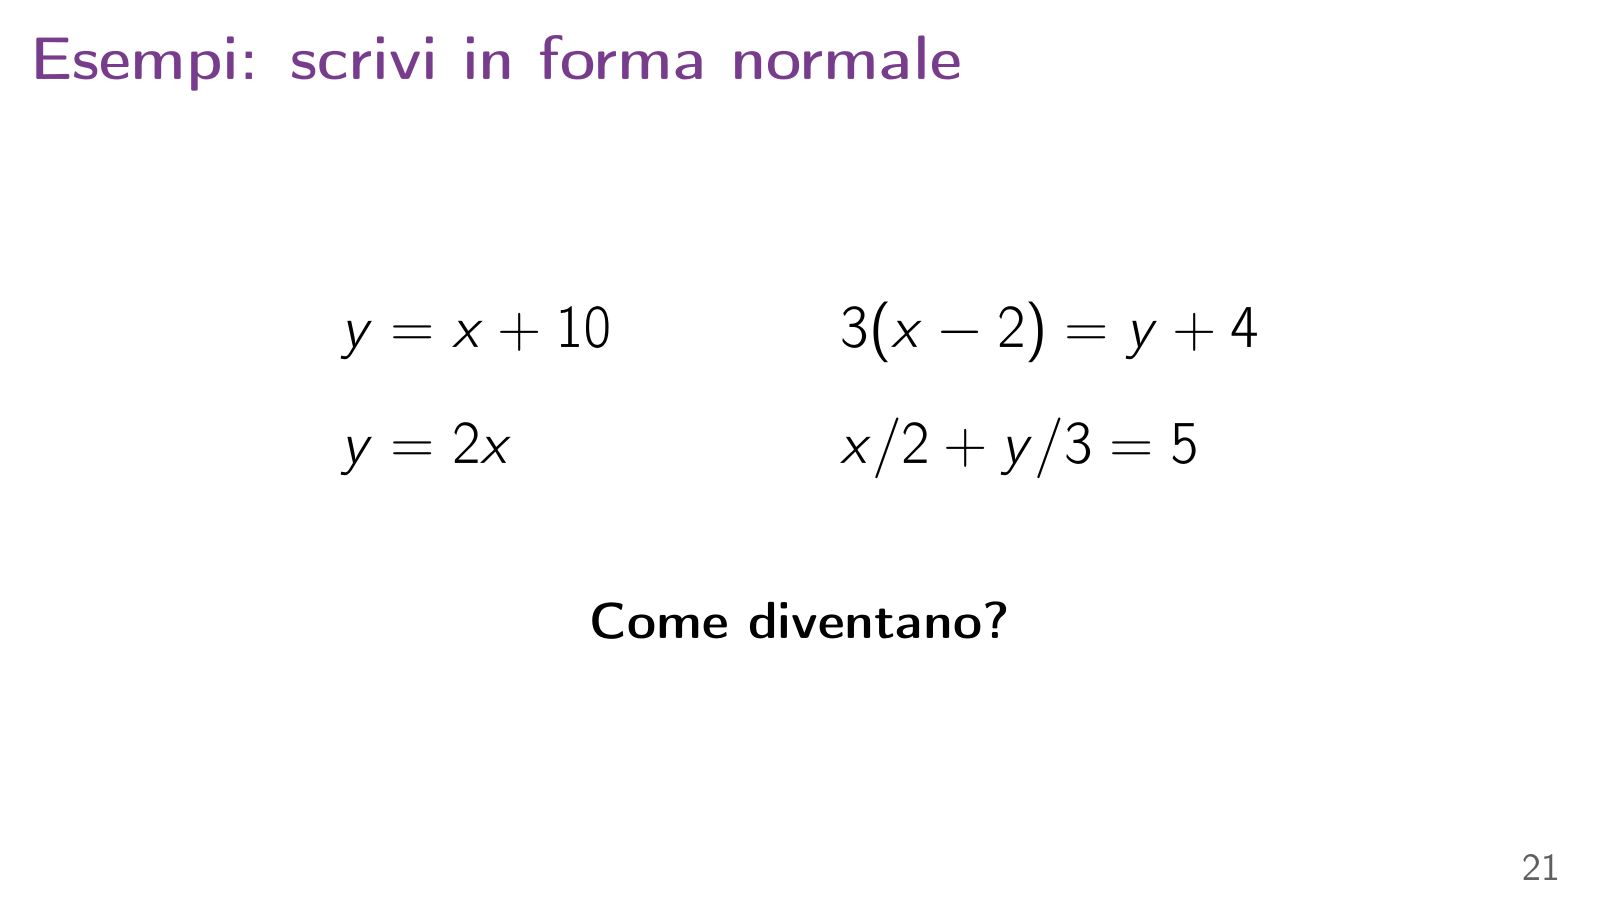 Esempi: scrivi in forma normale
y = x + 10
3(x − 2) = y + 4
y = 2x
x/2 + y/3 = 5
Come diventano?
21